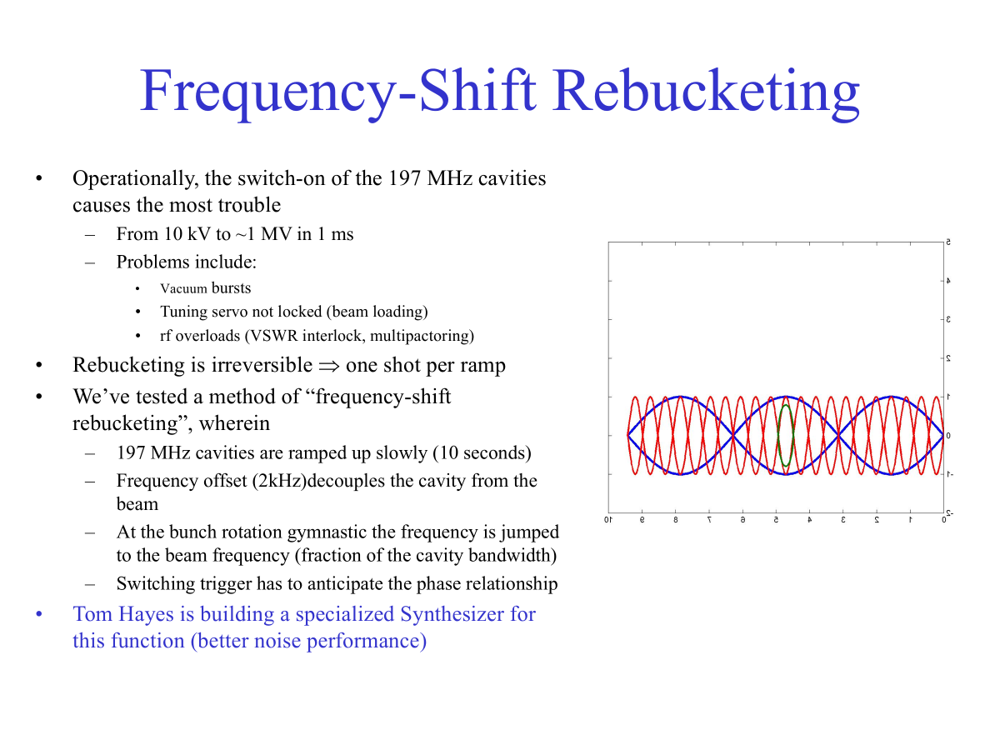 Frequency-Shift Rebucketing
• Operationally, the switch-on of the 197 MHz cavities
causes the most trouble
– From 10 kV to ~1 MV in 1 ms
– Problems include:
• Vacuum bursts
• Tuning servo not locked (beam loading)
• rf overloads (VSWR interlock, multipactoring)
• Rebucketing is irreversible ⇒ one shot per ramp
• We’ve tested a method of “frequency-shift
rebucketing”, wherein
– 197 MHz cavities are ramped up slowly (10 seconds)
– Frequency offset (2kHz)decouples the cavity from the
beam
– At the bunch rotation gymnastic the frequency is jumped
to the beam frequency (fraction of the cavity bandwidth)
– Switching trigger has to anticipate the phase relationship
• Tom Hayes is building a specialized Synthesizer for
this function (better noise performance)
5
4
3
2
1
0
-1
-2
10 9 8 7 6 5 4 3 2 1 0